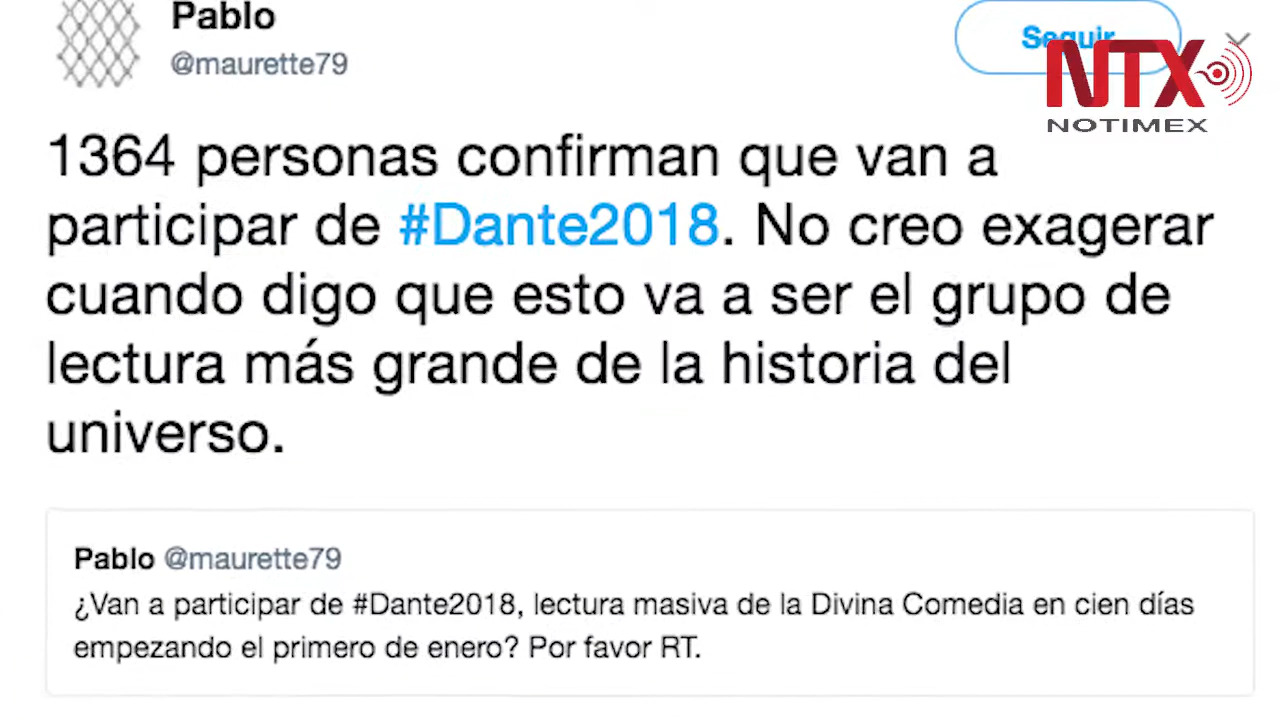 Pablo
@maurette79
Seguir
NTX
NOTIMEX
1364 personas confirman que van a
participar de #Dante2018. No creo exagerar
cuando digo que esto va a ser el grupo de
lectura más grande de la historia del
universo.
Pablo @maurette79
¿Van a participar de #Dante2018, lectura masiva de la Divina Comedia en cien días
empezando el primero de enero? Por favor RT.